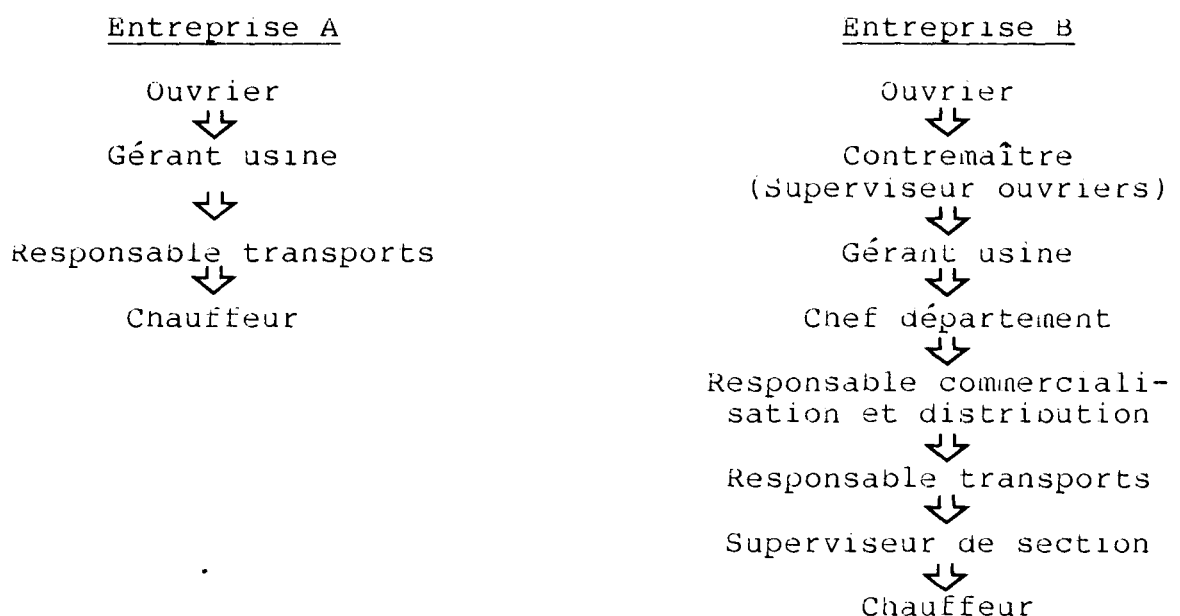 Entreprise A
Ouvrier
Gérant usine
Responsable transports
Chauffeur
Entreprise B
Ouvrier
Contremaître
(Superviseur ouvriers)
Gérant usine
Chef département
Responsable commerciali-
sation et distribution
Responsable transports
Superviseur de section
Chauffeur